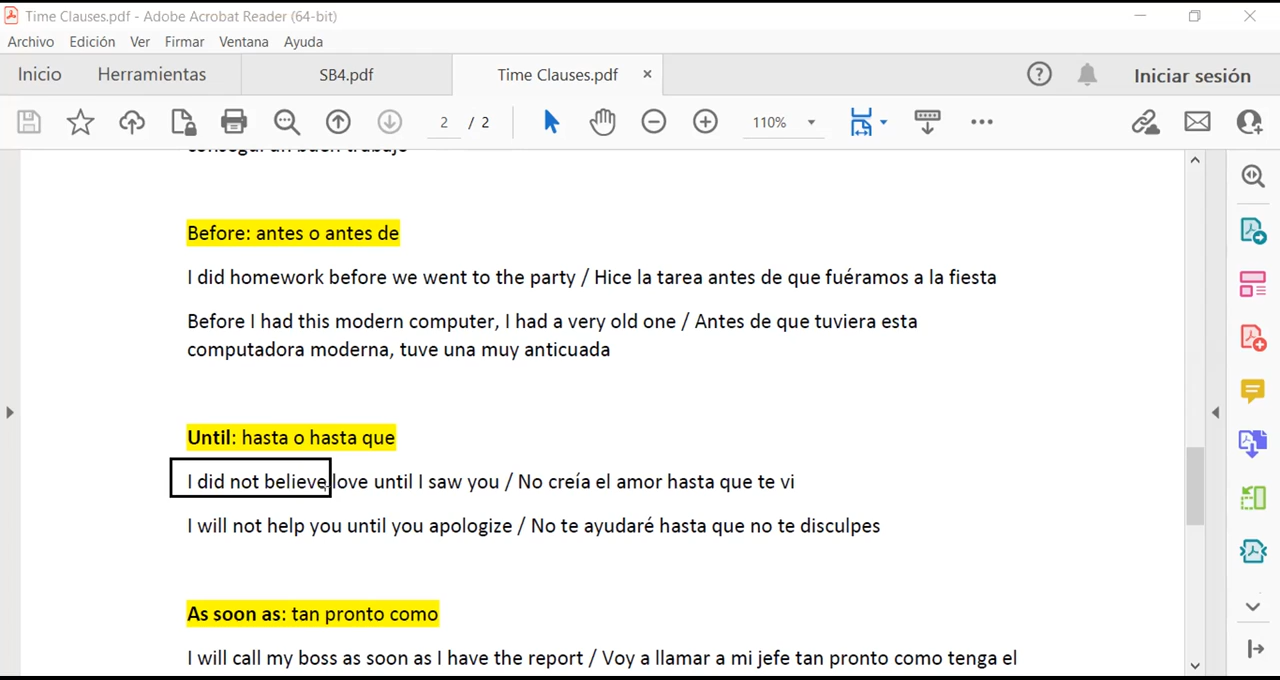 Time Clauses.pdf - Adobe Acrobat Reader (64-bit)
Archivo Edición Ver Firmar Ventana Ayuda
Inicio Herramientas SB4.pdf Time Clauses.pdf × ? Iniciar sesión
2 / 2 110%
Before: antes o antes de
I did homework before we went to the party / Hice la tarea antes de que fuéramos a la fiesta
Before I had this modern computer, I had a very old one / Antes de que tuviera esta
computadora moderna, tuve una muy anticuada
Until: hasta o hasta que
I did not believe love until I saw you / No creía el amor hasta que te vi
I will not help you until you apologize / No te ayudaré hasta que no te disculpes
As soon as: tan pronto como
I will call my boss as soon as I have the report / Voy a llamar a mi jefe tan pronto como tenga el